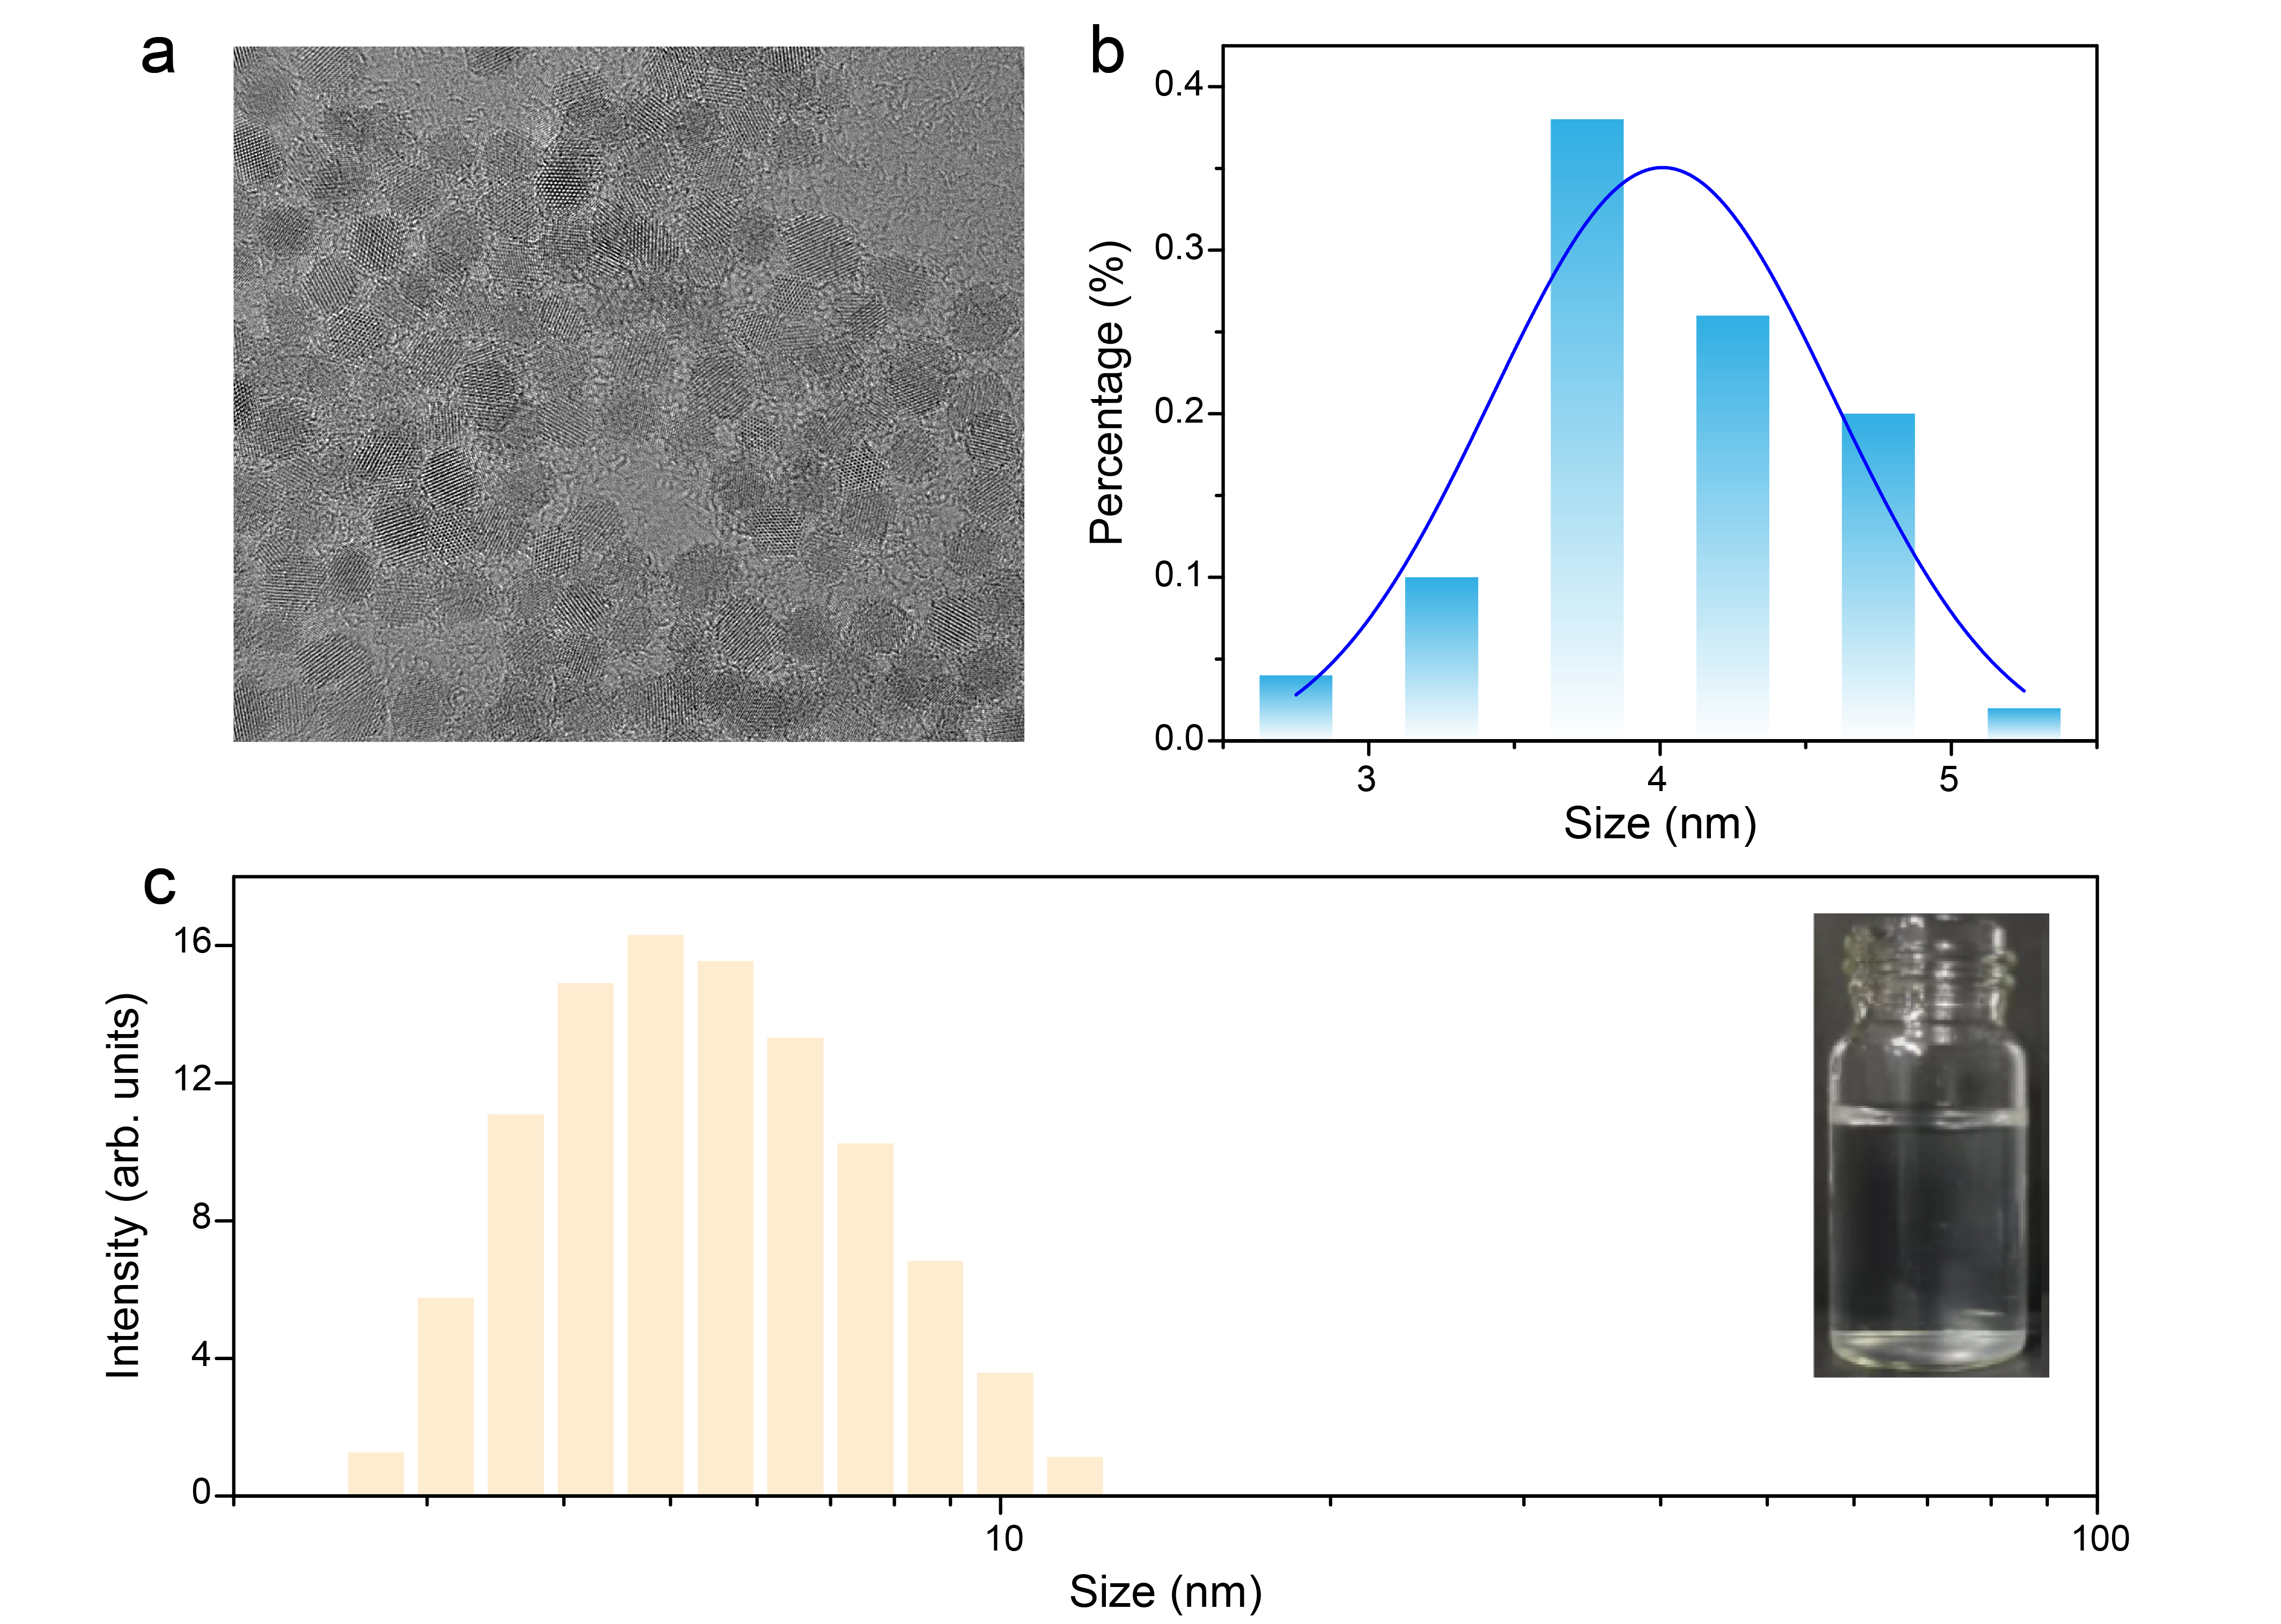 a
b
0.4
0.3
0.2
0.1
0.0
Percentage (%)
3 4 5
Size (nm)
c
16
12
8
4
0
Intensity (arb. units)
10 100
Size (nm)